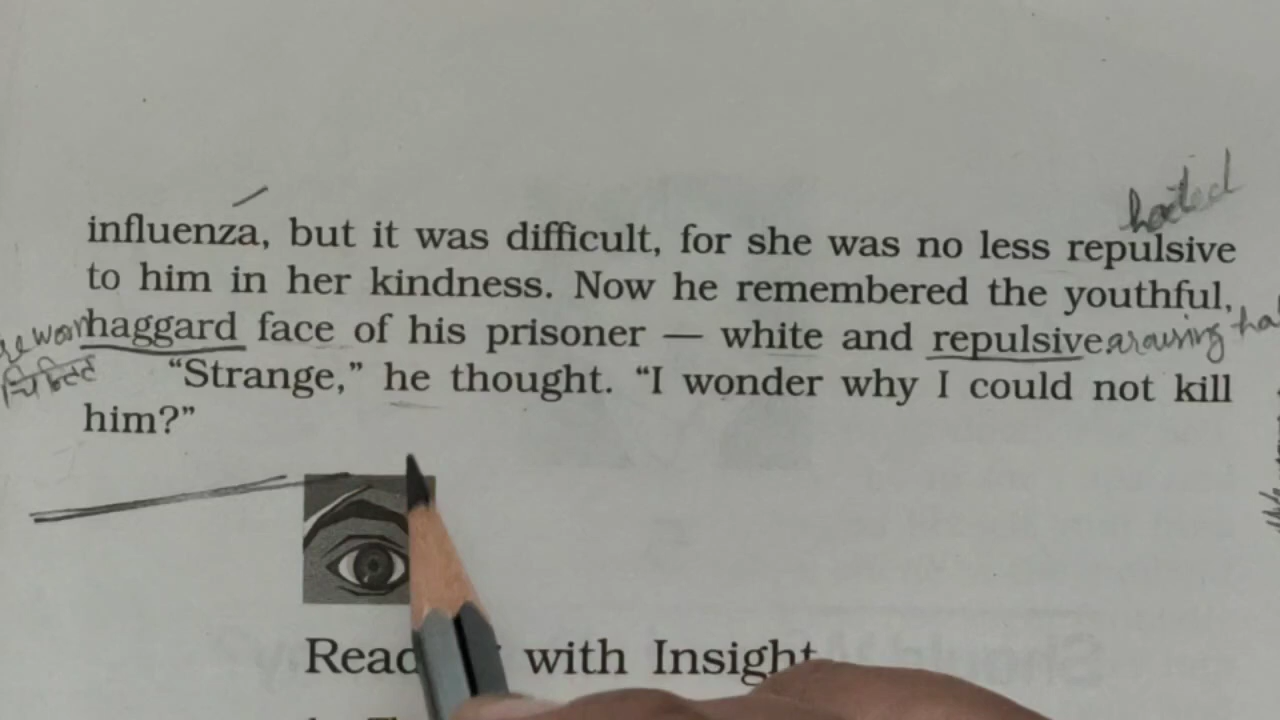 hated
influenza, but it was difficult, for she was no less repulsive
to him in her kindness. Now he remembered the youthful,
haggard face of his prisoner — white and repulsive. arousing
“Strange,” he thought. “I wonder why I could not kill
him?”
with Insight